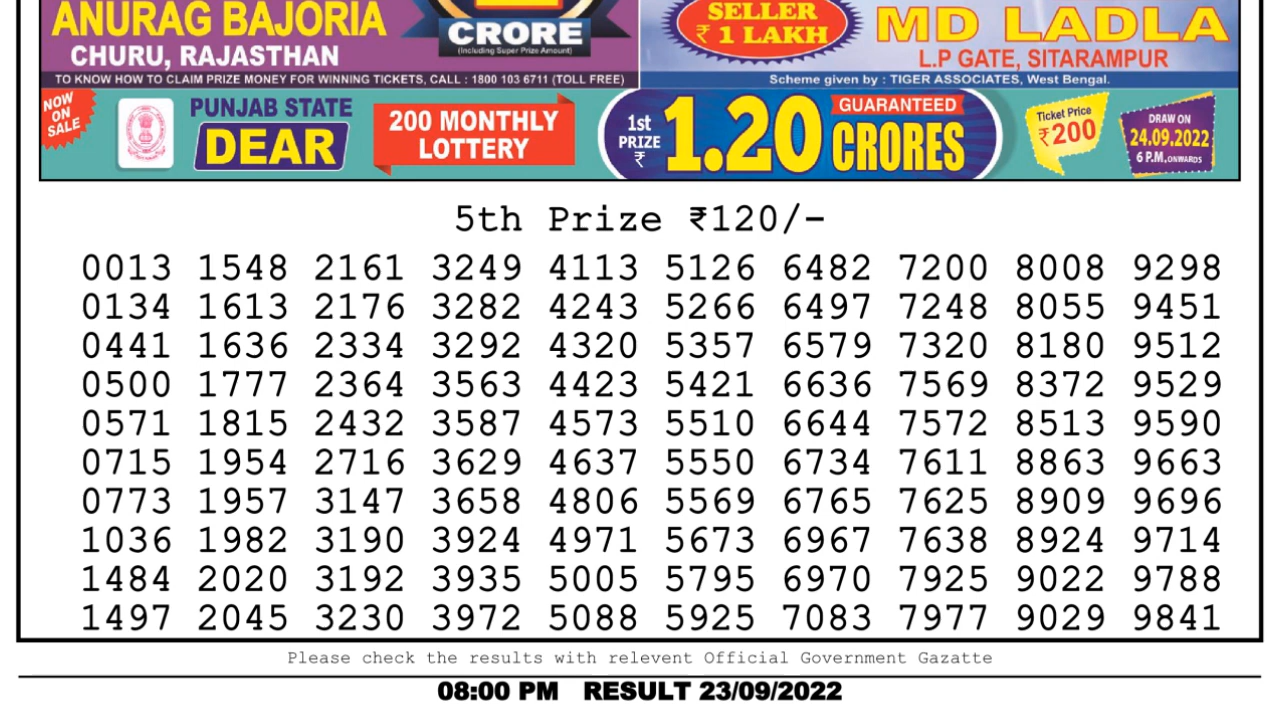 ANURAG BAJORIA
CHURU, RAJASTHAN
CRORE
(Including Super Prize Amount)
SELLER
₹ 1 LAKH
MD LADLA
L.P GATE, SITARAMPUR
TO KNOW HOW TO CLAIM PRIZE MONEY FOR WINNING TICKETS, CALL : 1800 103 6711 (TOLL FREE)
Scheme given by : TIGER ASSOCIATES, West Bengal.
NOW
ON
SALE
PUNJAB STATE
DEAR
200 MONTHLY
LOTTERY
1st
PRIZE
₹
1.20
GUARANTEED
CRORES
Ticket Price
₹200
DRAW ON
24.09.2022
6 P.M. ONWARDS
5th Prize ₹120/-
0013 1548 2161 3249 4113 5126 6482 7200 8008 9298
0134 1613 2176 3282 4243 5266 6497 7248 8055 9451
0441 1636 2334 3292 4320 5357 6579 7320 8180 9512
0500 1777 2364 3563 4423 5421 6636 7569 8372 9529
0571 1815 2432 3587 4573 5510 6644 7572 8513 9590
0715 1954 2716 3629 4637 5550 6734 7611 8863 9663
0773 1957 3147 3658 4806 5569 6765 7625 8909 9696
1036 1982 3190 3924 4971 5673 6967 7638 8924 9714
1484 2020 3192 3935 5005 5795 6970 7925 9022 9788
1497 2045 3230 3972 5088 5925 7083 7977 9029 9841
Please check the results with relevent Official Government Gazatte
08:00 PM RESULT 23/09/2022